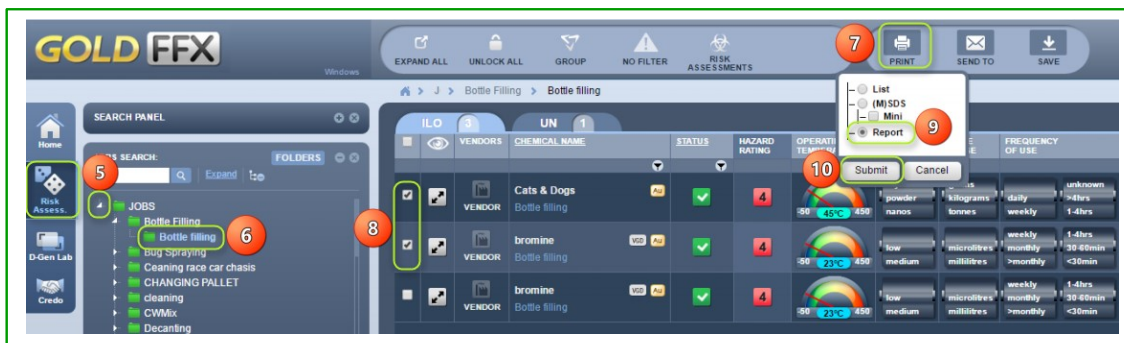 GOLD FFX
Windows
EXPAND ALL
UNLOCK ALL
GROUP
NO FILTER
RISK
ASSESSMENTS
7
PRINT
SEND TO
SAVE
J > Bottle Filling > Bottle filling
List
(M)SDS
Mini
Report
9
10
Submit Cancel
Home
5
Risk
Assess.
D-Gen Lab
Credo
SEARCH PANEL
SEARCH:
FOLDERS
Expand
JOBS
Bottle Filling
Bottle filling
6
Bug Spraying
Ceaning race car chasis
CHANGING PALLET
cleaning
CWMix
Decanting
8
ILO 3 UN 1
VENDORS CHEMICAL NAME STATUS HAZARD
RATING
FREQUENCY
OF USE
VENDOR Cats & Dogs Au 4
Bottle filling
-50 45°C 450
powder
nanos
kilograms
tonnes
daily
weekly
unknown
>4hrs
1-4hrs
VENDOR bromine VGD Au 4
Bottle filling
-50 23°C 450
low
medium
microlitres
millilitres
weekly
monthly
>monthly
1-4hrs
30-60min
<30min
VENDOR bromine VGD Au 4
Bottle filling
-50 23°C 450
low
medium
microlitres
millilitres
weekly
monthly
>monthly
1-4hrs
30-60min
<30min